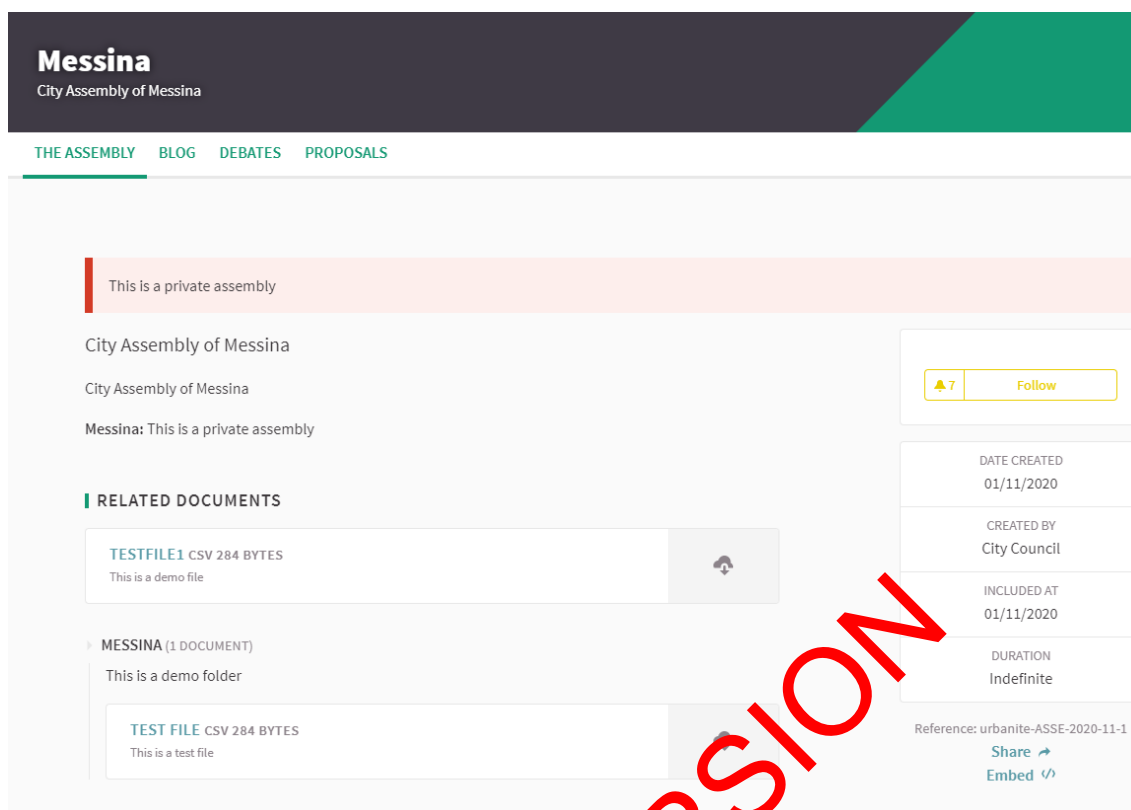 Messina
City Assembly of Messina
THE ASSEMBLY BLOG DEBATES PROPOSALS
This is a private assembly
City Assembly of Messina
City Assembly of Messina
Messina: This is a private assembly
7 Follow
RELATED DOCUMENTS
TESTFILE1 CSV 284 BYTES
This is a demo file
MESSINA (1 DOCUMENT)
This is a demo folder
TEST FILE CSV 284 BYTES
This is a test file
DATE CREATED
01/11/2020
CREATED BY
City Council
INCLUDED AT
01/11/2020
DURATION
Indefinite
Reference: urbanite-ASSE-2020-11-1
Share
Embed